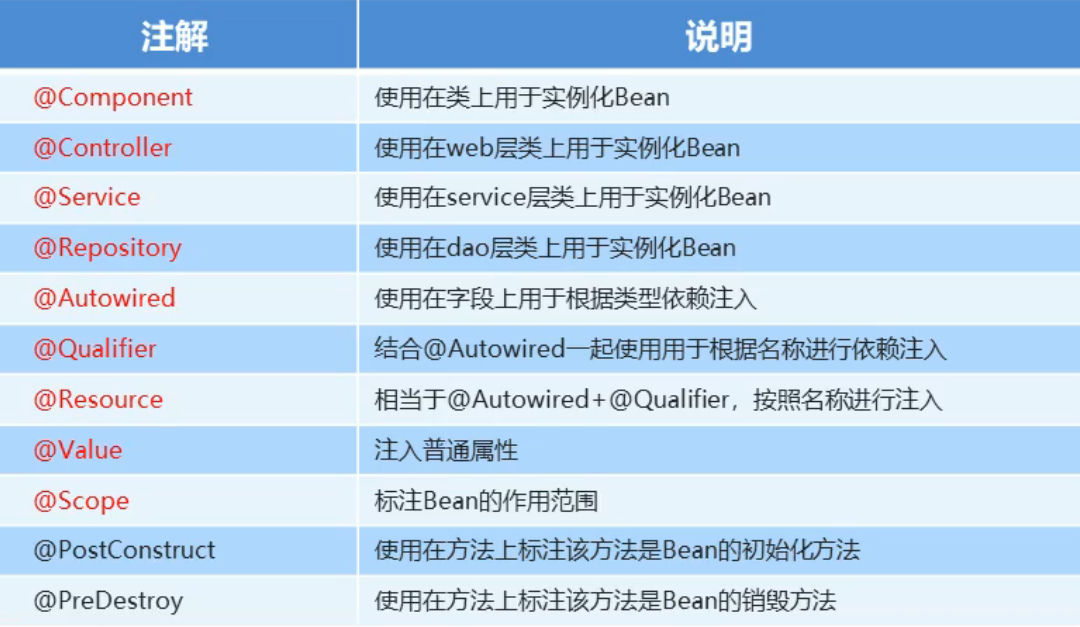 注解 说明
@Component 使用在类上用于实例化Bean
@Controller 使用在web层类上用于实例化Bean
@Service 使用在service层类上用于实例化Bean
@Repository 使用在dao层类上用于实例化Bean
@Autowired 使用在字段上用于根据类型依赖注入
@Qualifier 结合@Autowired一起使用用于根据名称进行依赖注入
@Resource 相当于@Autowired+@Qualifier，按照名称进行注入
@Value 注入普通属性
@Scope 标注Bean的作用范围
@PostConstruct 使用在方法上标注该方法是Bean的初始化方法
@PreDestroy 使用在方法上标注该方法是Bean的销毁方法